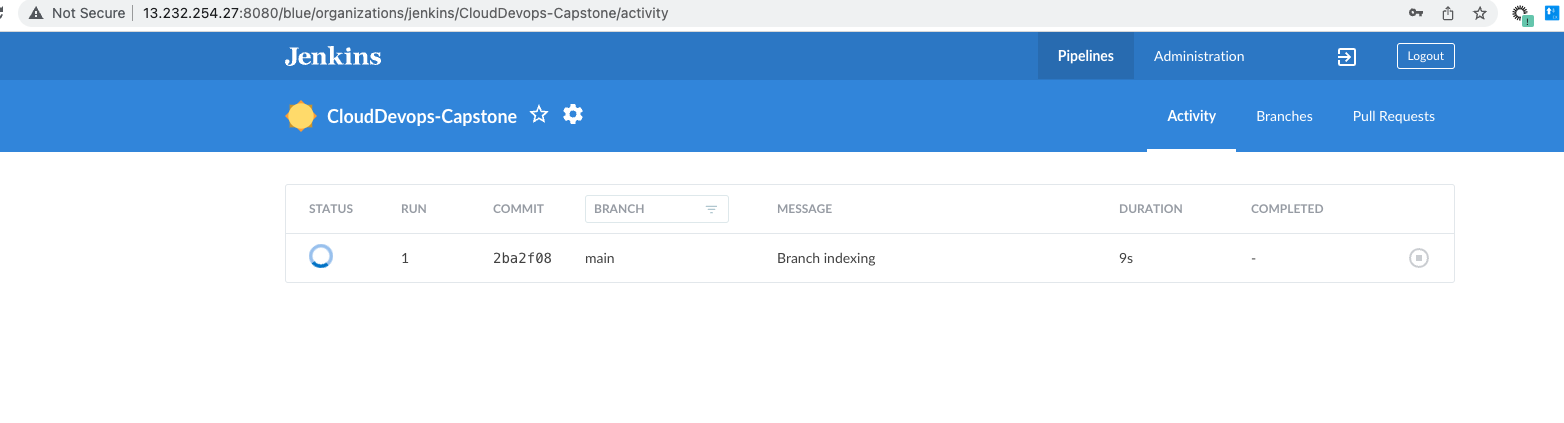 Not Secure 13.232.254.27:8080/blue/organizations/jenkins/CloudDevops-Capstone/activity
Jenkins Pipelines Administration Logout
CloudDevops-Capstone Activity Branches Pull Requests
STATUS RUN COMMIT BRANCH MESSAGE DURATION COMPLETED
1 2ba2f08 main Branch indexing 9s -